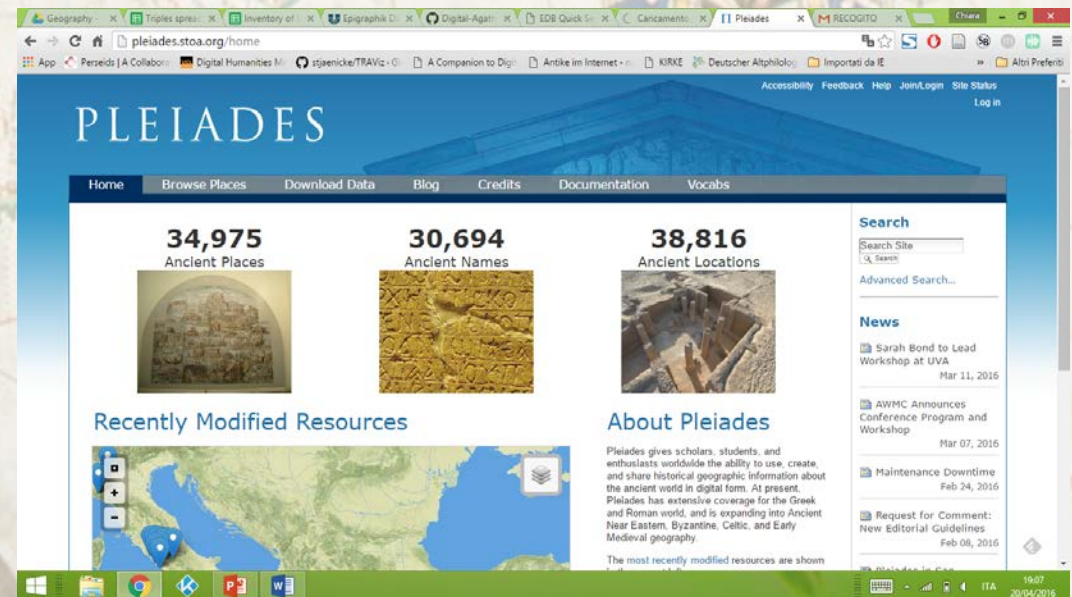 Geography -
Triples spreads
Inventory of
Epigraphik D
Digital-Agath
EDB Quick Se
Cancamento
Pleiades
RECOGITO
Chiara
pleiades.stoa.org/home
App
Perseids | A Collabora
Digital Humanities
stjaenicke/TRAViz · G
A Companion to Digi
Antike im Internet -
KIRKE
Deutscher Altphilolog
Importati da IE
»
Altri Preferiti
Accessibility Feedback Help Join/Login Site Status
Log in
PLEIADES
Home Browse Places Download Data Blog Credits Documentation Vocabs
34,975
Ancient Places
30,694
Ancient Names
38,816
Ancient Locations
Recently Modified Resources
+
-
About Pleiades
Pleiades gives scholars, students, and
enthusiasts worldwide the ability to use, create,
and share historical geographic information about
the ancient world in digital form. At present,
Pleiades has extensive coverage for the Greek
and Roman world, and is expanding into Ancient
Near Eastern, Byzantine, Celtic, and Early
Medieval geography.
The most recently modified resources are shown
Search
Search Site
Search
Advanced Search...
News
Sarah Bond to Lead
Workshop at UVA
Mar 11, 2016
AWMC Announces
Conference Program and
Workshop
Mar 07, 2016
Maintenance Downtime
Feb 24, 2016
Request for Comment:
New Editorial Guidelines
Feb 08, 2016
ITA
19:07
20/04/2016